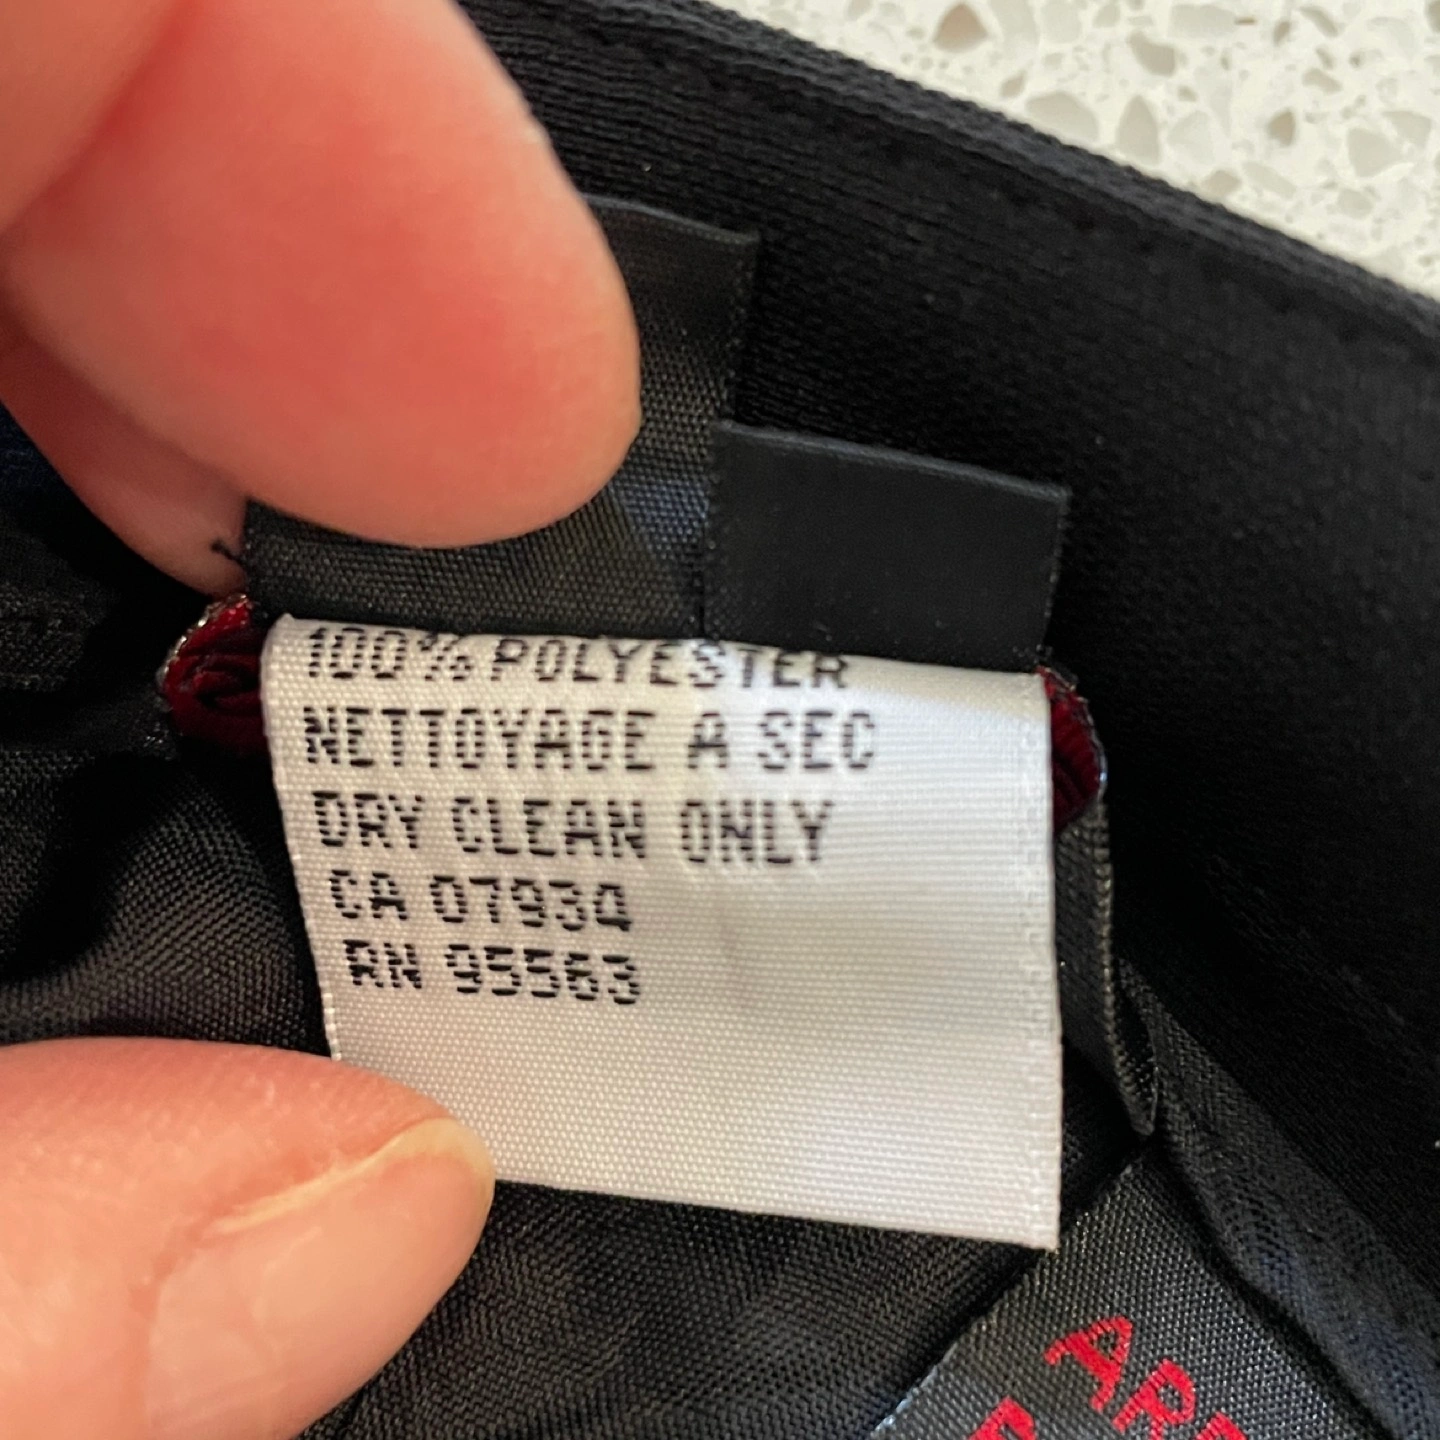 100% POLYESTER
NETTOYAGE A SEC
DRY CLEAN ONLY
CA 07934
RN 95563